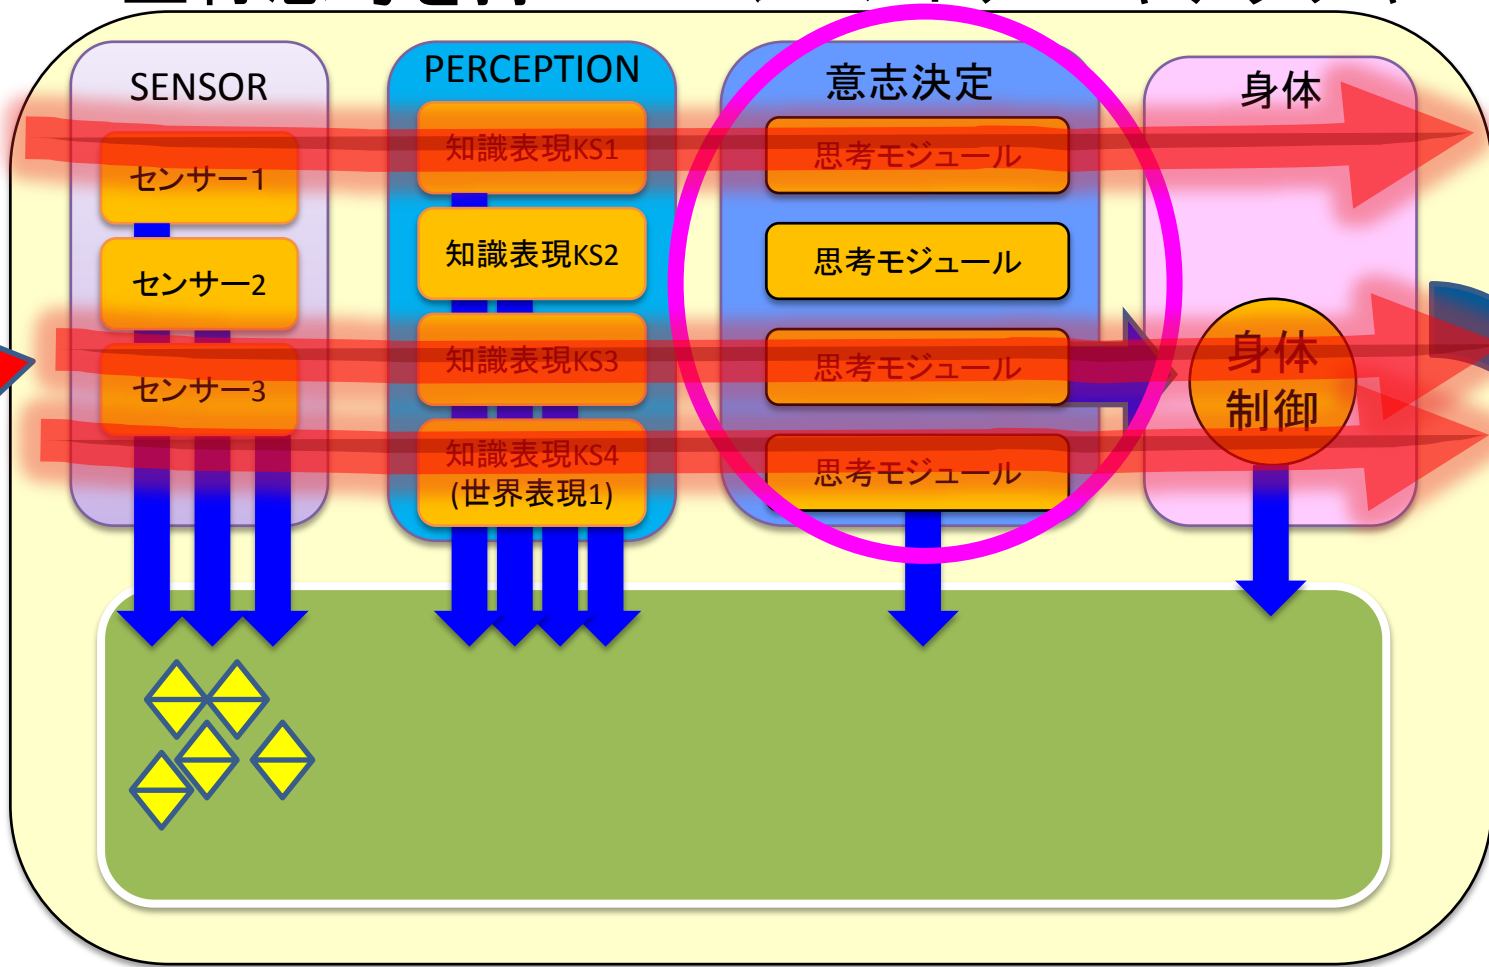 SENSOR
センサー1
センサー2
センサー3
PERCEPTION
知識表現KS1
知識表現KS2
知識表現KS3
知識表現KS4
(世界表現1)
意志決定
思考モジュール
思考モジュール
思考モジュール
思考モジュール
身体
身体
制御